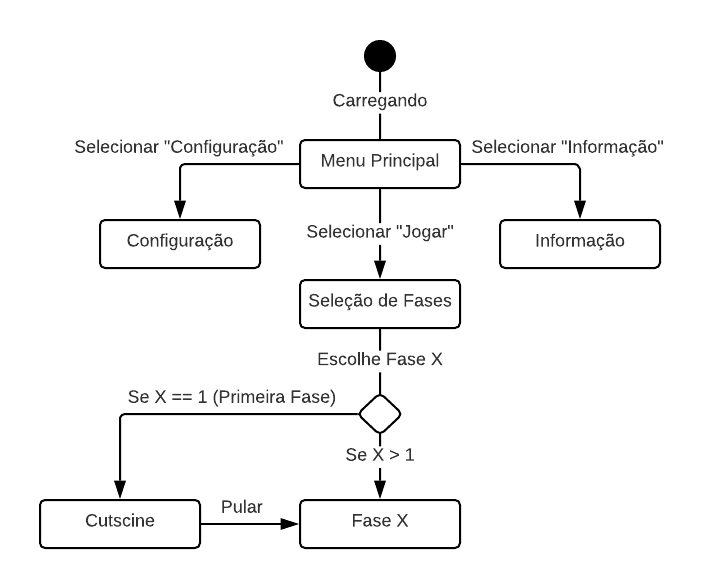 Carregando
Selecionar "Configuração"
Menu Principal
Selecionar "Informação"
Configuração
Selecionar "Jogar"
Informação
Seleção de Fases
Escolhe Fase X
Se X == 1 (Primeira Fase)
Se X > 1
Cutscine
Pular
Fase X